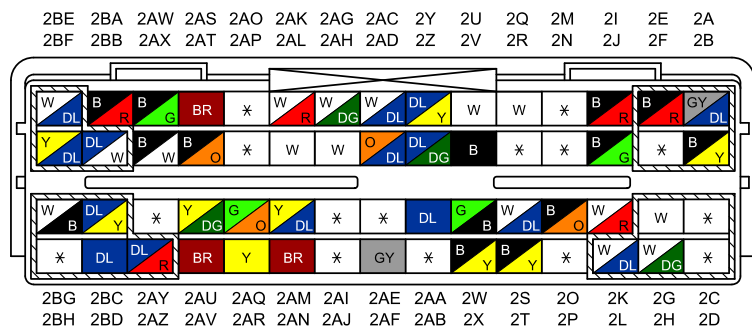 2BE 2BA 2AW 2AS 2AO 2AK 2AG 2AC 2Y 2U 2Q 2M 2I 2E 2A
2BF 2BB 2AX 2AT 2AP 2AL 2AH 2AD 2Z 2V 2R 2N 2J 2F 2B
W DL B R B G BR * W R W DG W DL DL Y W W * B R B R GY DL
Y DL DL W B W B O * W W O DL DL DG B * * B G * B Y
W B DL Y * Y DG G O Y DL * * DL G B W DL B O W R W *
* DL DL R BR Y BR * GY * B Y B Y * W DL W DG *
2BG 2BC 2AY 2AU 2AQ 2AM 2AI 2AE 2AA 2W 2S 2O 2K 2G 2C
2BH 2BD 2AZ 2AV 2AR 2AN 2AJ 2AF 2AB 2X 2T 2P 2L 2H 2D